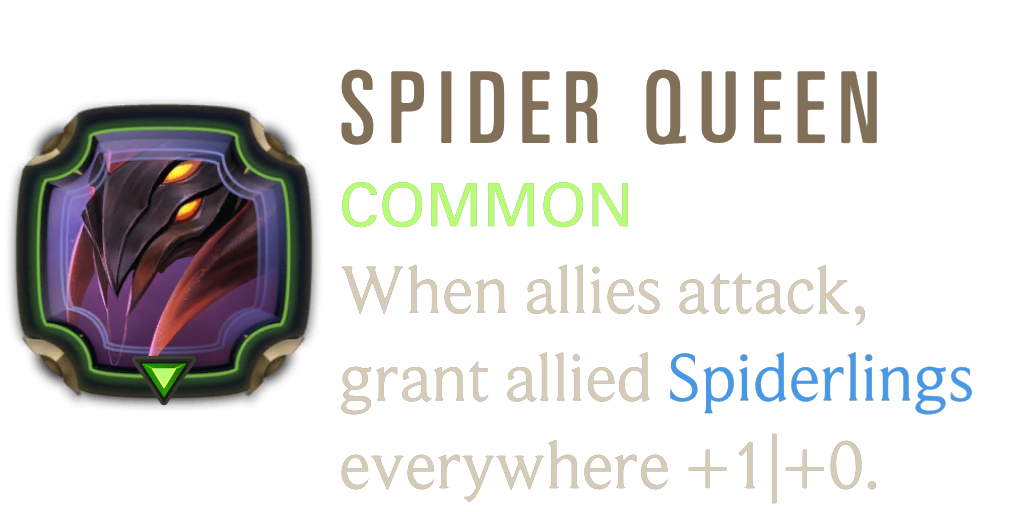 SPIDER QUEEN
COMMON
When allies attack,
grant allied Spiderlings
everywhere +1|+0.